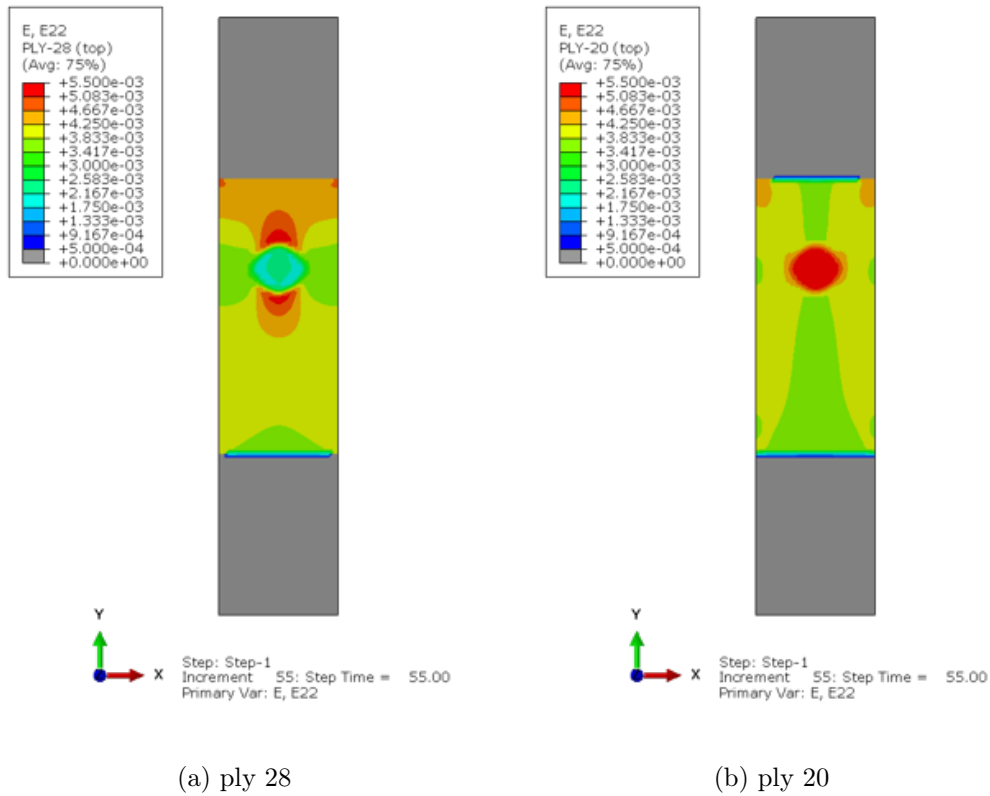 E, E22
PLY-28 (top)
(Avg: 75%)
+5.500e-03
+5.083e-03
+4.667e-03
+4.250e-03
+3.833e-03
+3.417e-03
+3.000e-03
+2.583e-03
+2.167e-03
+1.750e-03
+1.333e-03
+9.167e-04
+5.000e-04
+0.000e+00
Y
X
Step: Step-1
Increment 55: Step Time = 55.00
Primary Var: E, E22
(a) ply 28
E, E22
PLY-20 (top)
(Avg: 75%)
+5.500e-03
+5.083e-03
+4.667e-03
+4.250e-03
+3.833e-03
+3.417e-03
+3.000e-03
+2.583e-03
+2.167e-03
+1.750e-03
+1.333e-03
+9.167e-04
+5.000e-04
+0.000e+00
Y
X
Step: Step-1
Increment 55: Step Time = 55.00
Primary Var: E, E22
(b) ply 20